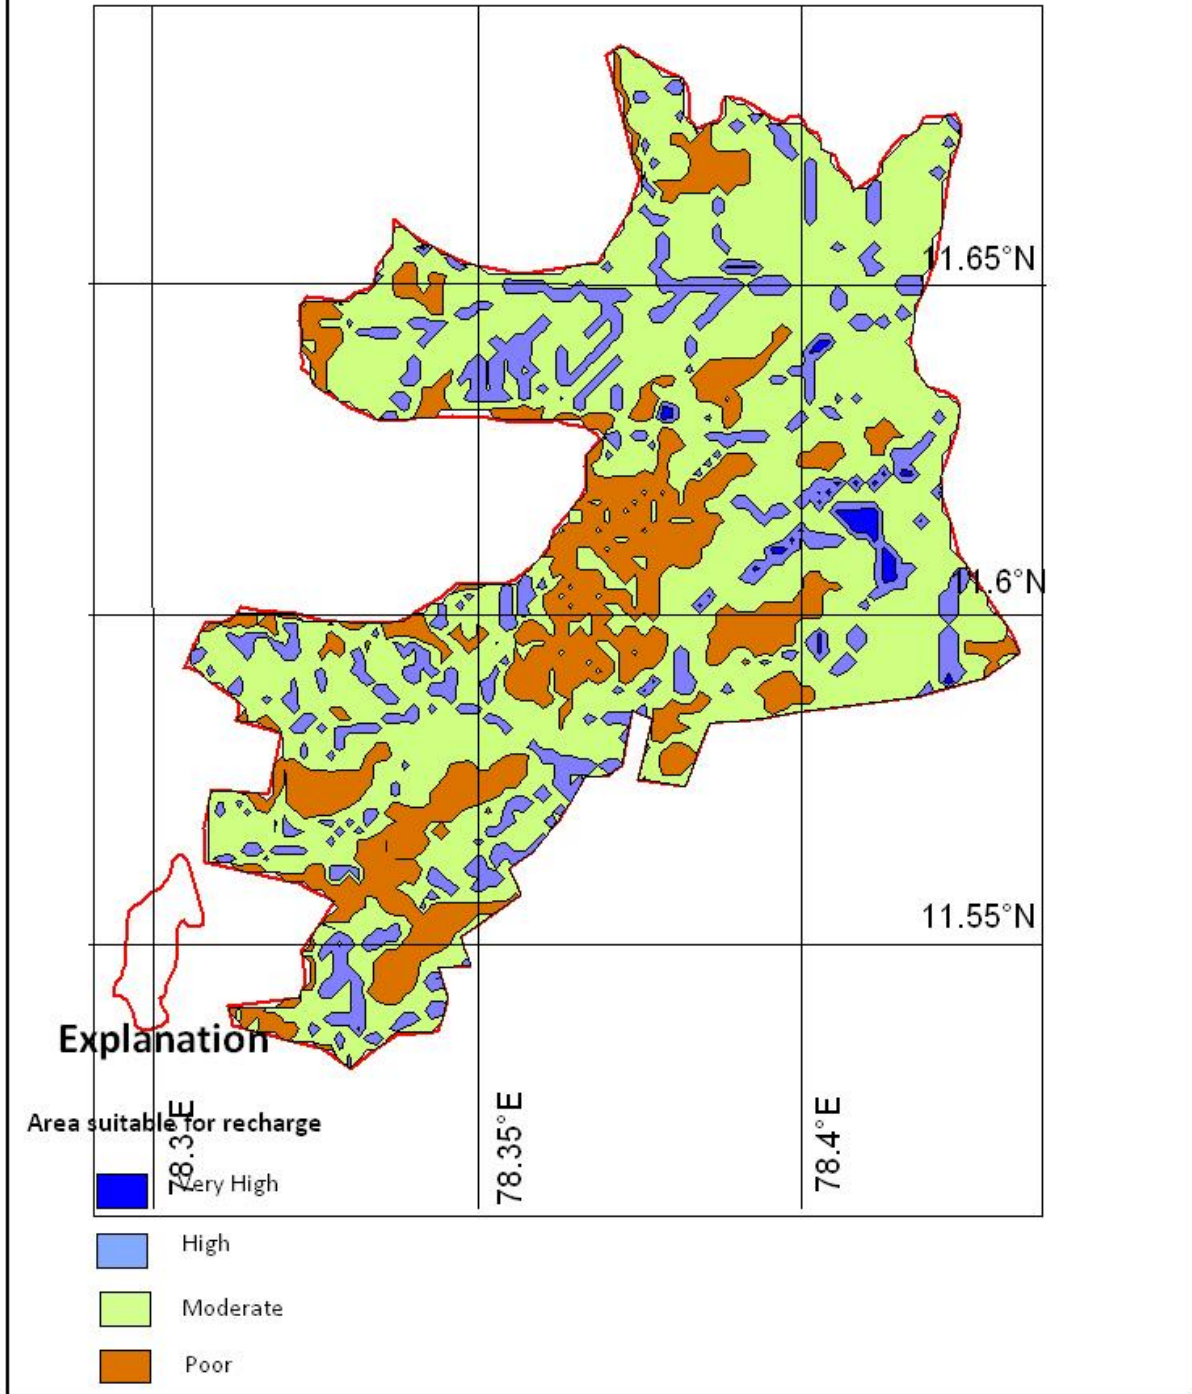 11.65°N
11.6°N
11.55°N
Explanation
78.3°E
78.35°E
78.4°E
Area suitable for recharge
Very High
High
Moderate
Poor